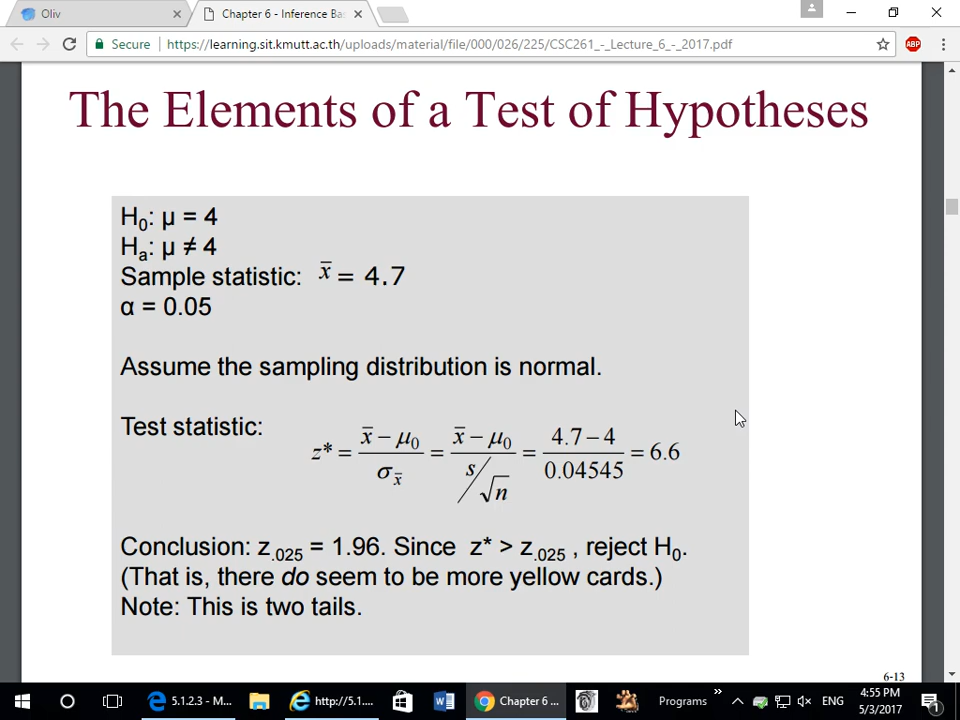 Oliv
Chapter 6 - Inference Ba
Secure
https://learning.sit.kmutt.ac.th/uploads/material/file/000/026/225/CSC261_-_Lecture_6_-_2017.pdf
ABP
The Elements of a Test of Hypotheses
H₀: μ = 4
Hₐ: μ ≠ 4
Sample statistic: x̄ = 4.7
α = 0.05
Assume the sampling distribution is normal.
Test statistic: z* = (x̄ − μ₀)/σ_x̄ = (x̄ − μ₀)/(s/√n) = (4.7 − 4)/0.04545 = 6.6
Conclusion: z.₀₂₅ = 1.96. Since z* > z.₀₂₅ , reject H₀.
(That is, there do seem to be more yellow cards.)
Note: This is two tails.
6-13
5.1.2.3 - M...
http://5.1....
Chapter 6 ...
Programs
ENG
4:55 PM
5/3/2017
1